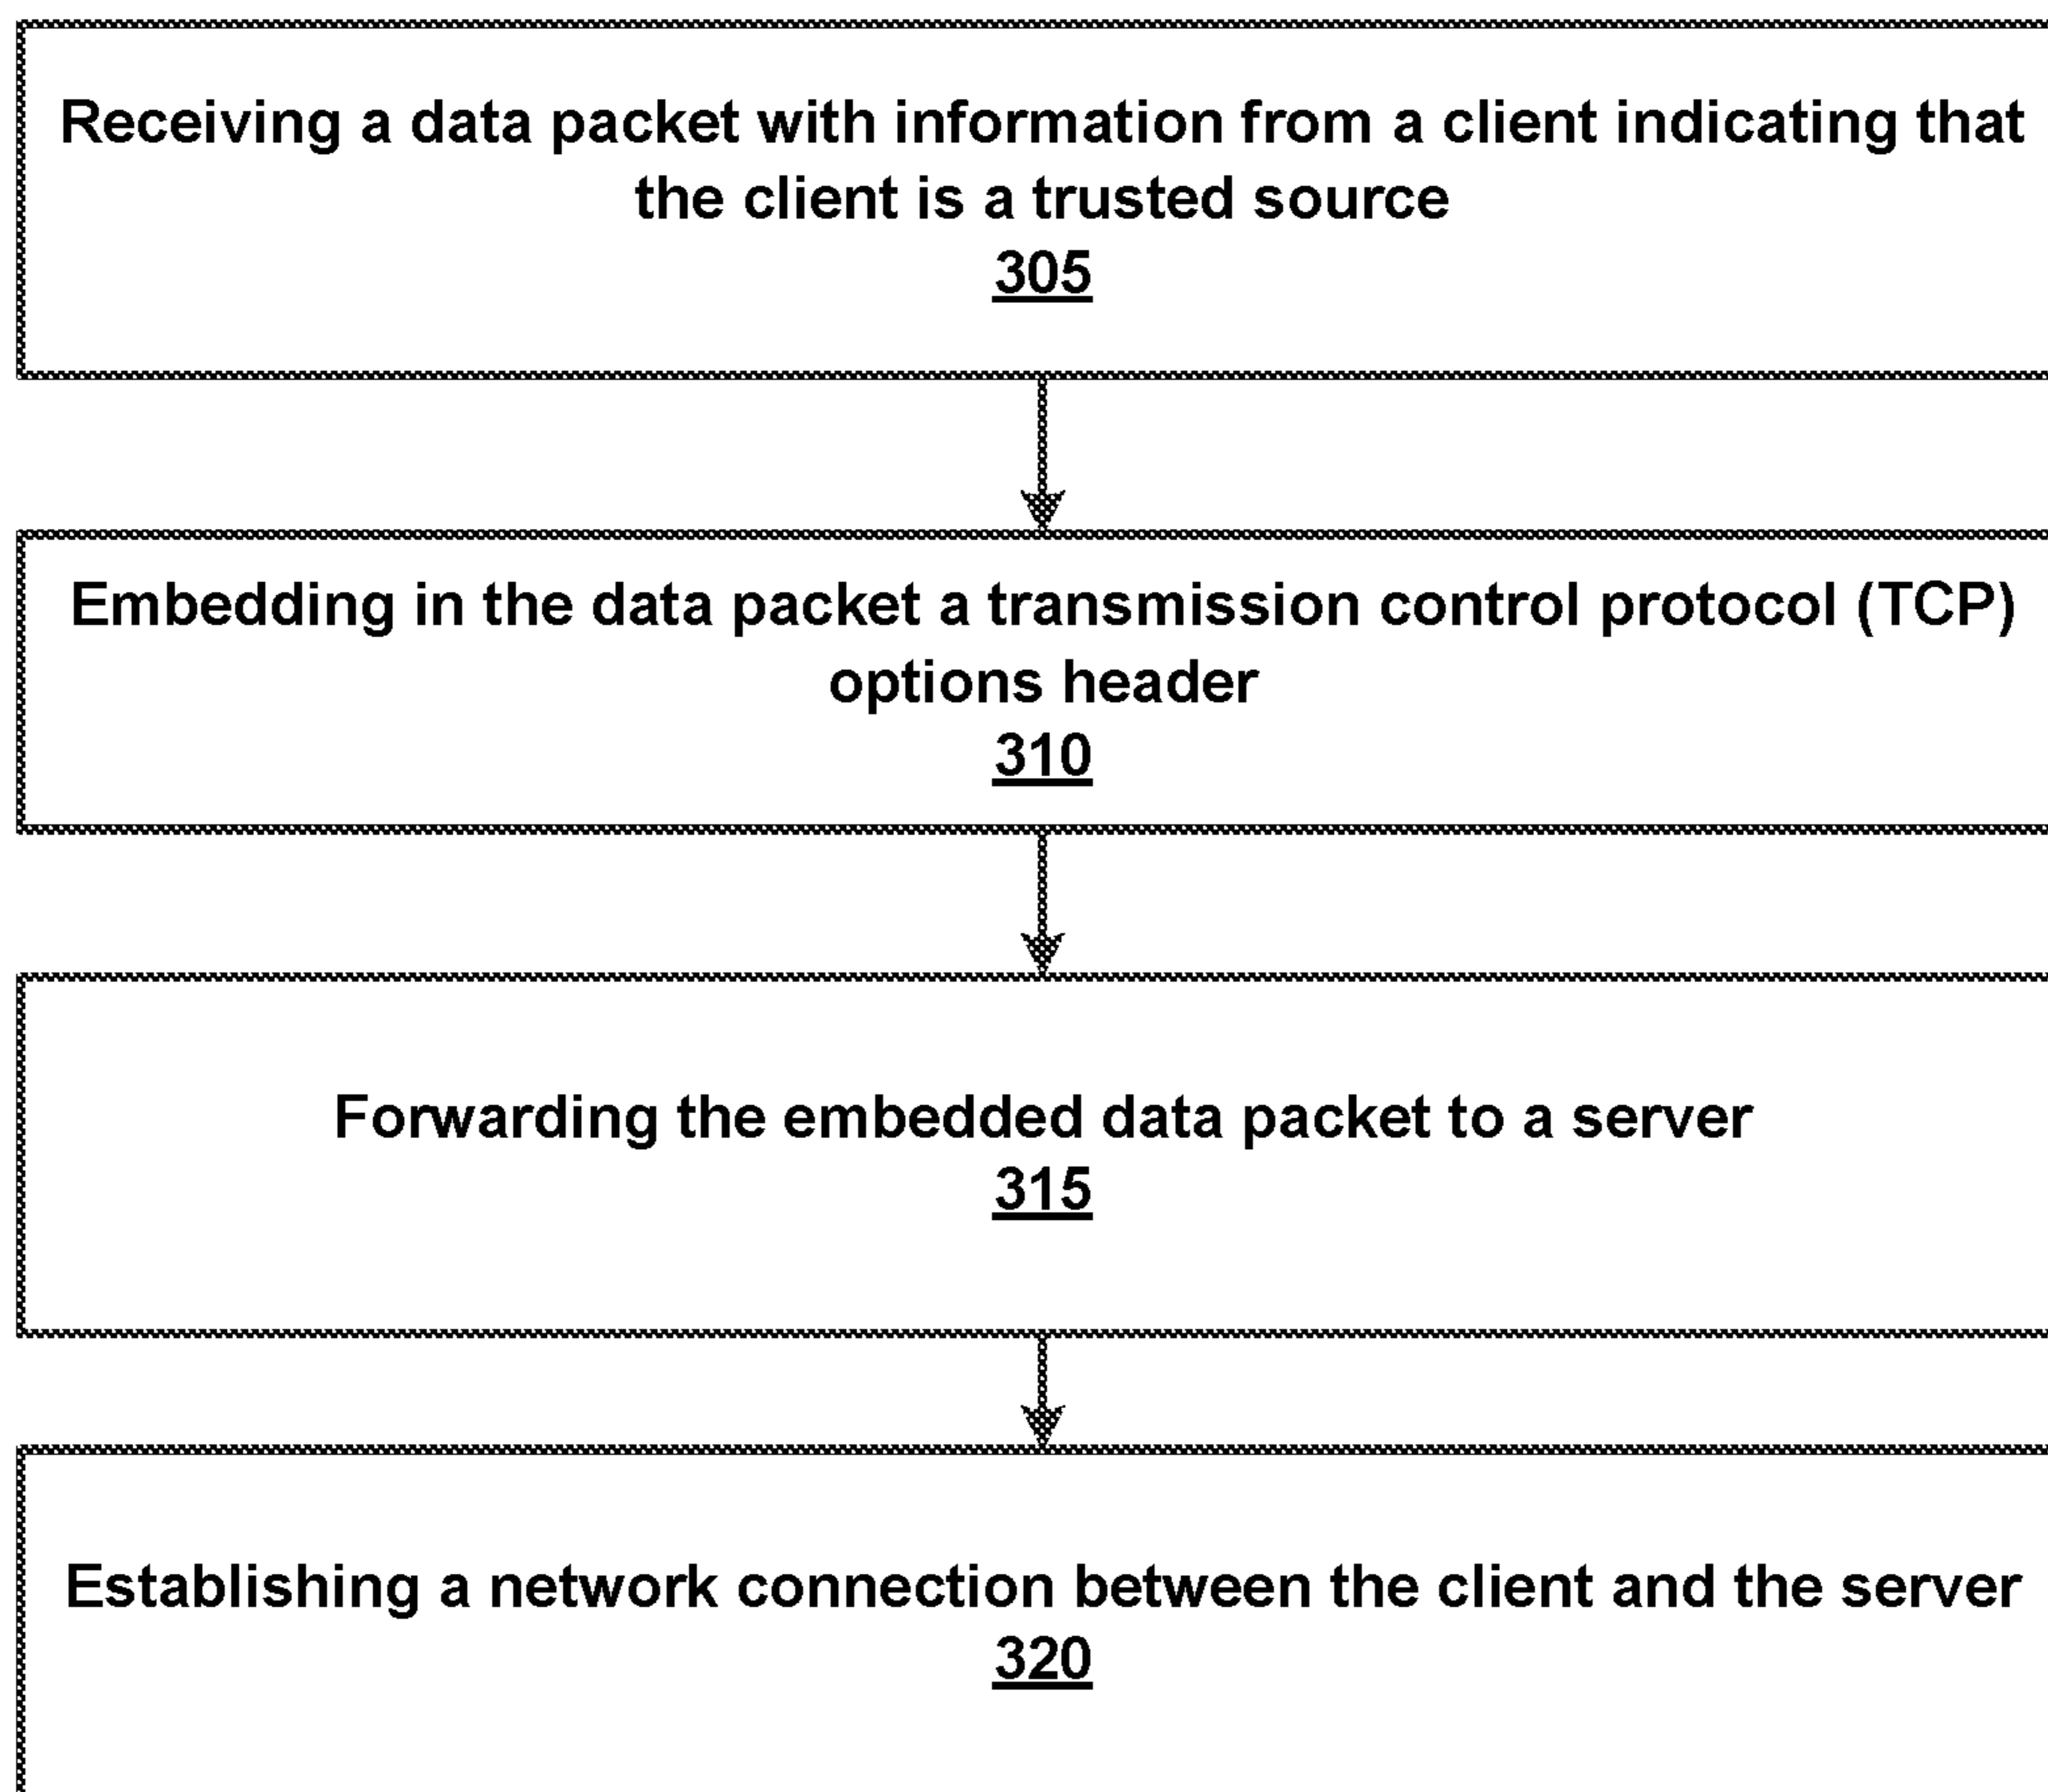 Receiving a data packet with information from a client indicating that
the client is a trusted source
305
Embedding in the data packet a transmission control protocol (TCP)
options header
310
Forwarding the embedded data packet to a server
315
Establishing a network connection between the client and the server
320